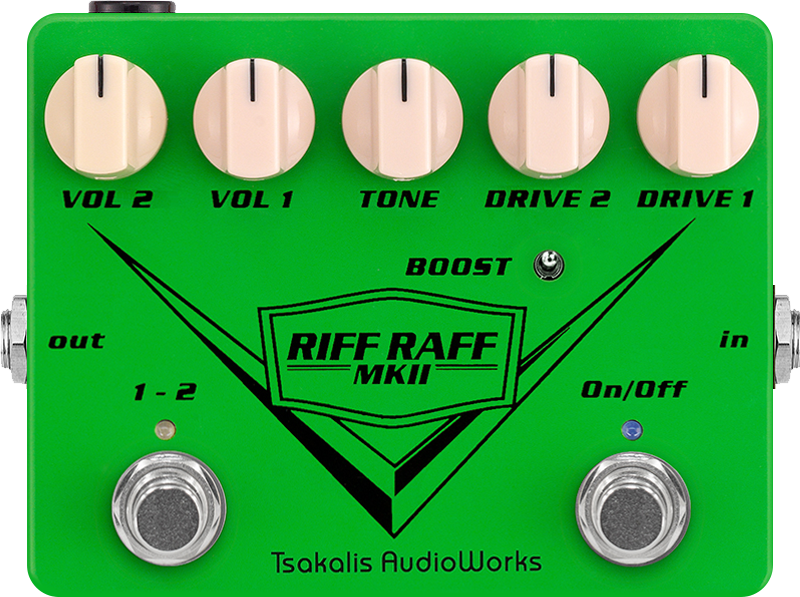 VOL 2 VOL 1 TONE DRIVE 2 DRIVE 1
BOOST
RIFF RAFF
MKII
out in
1 - 2 On/Off
Tsakalis AudioWorks